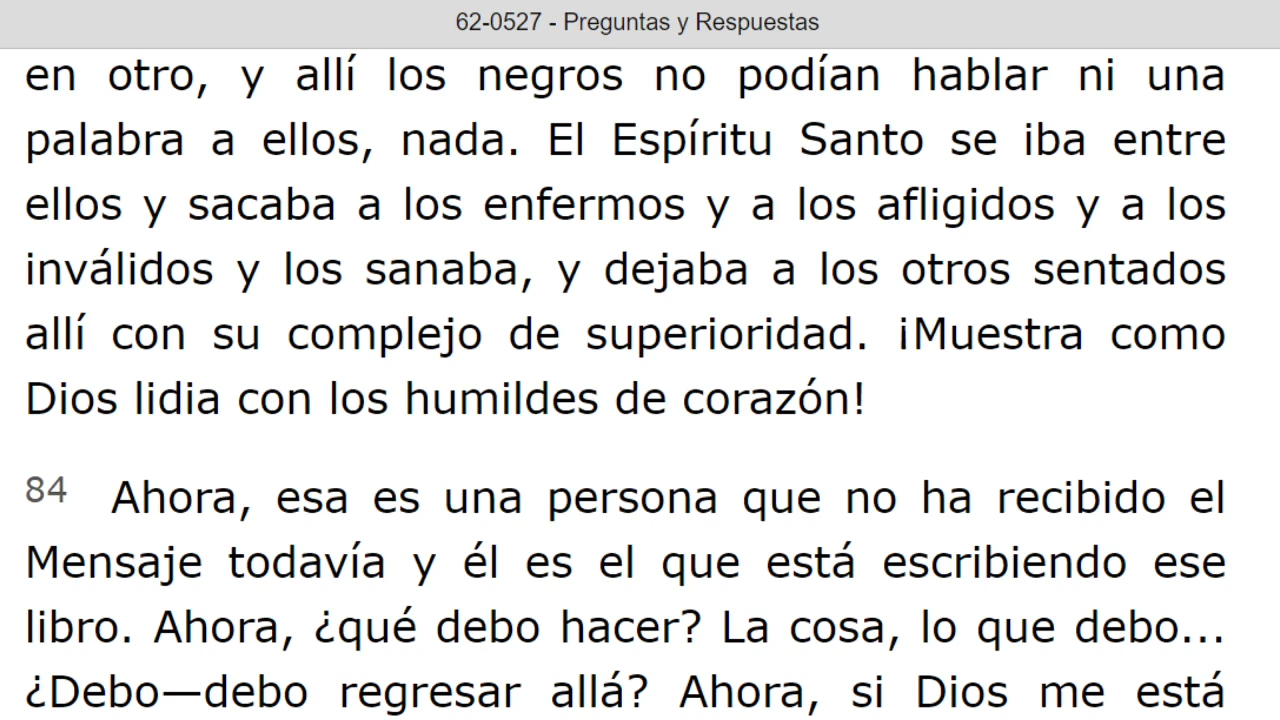 62-0527 - Preguntas y Respuestas
en otro, y allí los negros no podían hablar ni una
palabra a ellos, nada. El Espíritu Santo se iba entre
ellos y sacaba a los enfermos y a los afligidos y a los
inválidos y los sanaba, y dejaba a los otros sentados
allí con su complejo de superioridad. ¡Muestra como
Dios lidia con los humildes de corazón!
84 Ahora, esa es una persona que no ha recibido el
Mensaje todavía y él es el que está escribiendo ese
libro. Ahora, ¿qué debo hacer? La cosa, lo que debo...
¿Debo—debo regresar allá? Ahora, si Dios me está